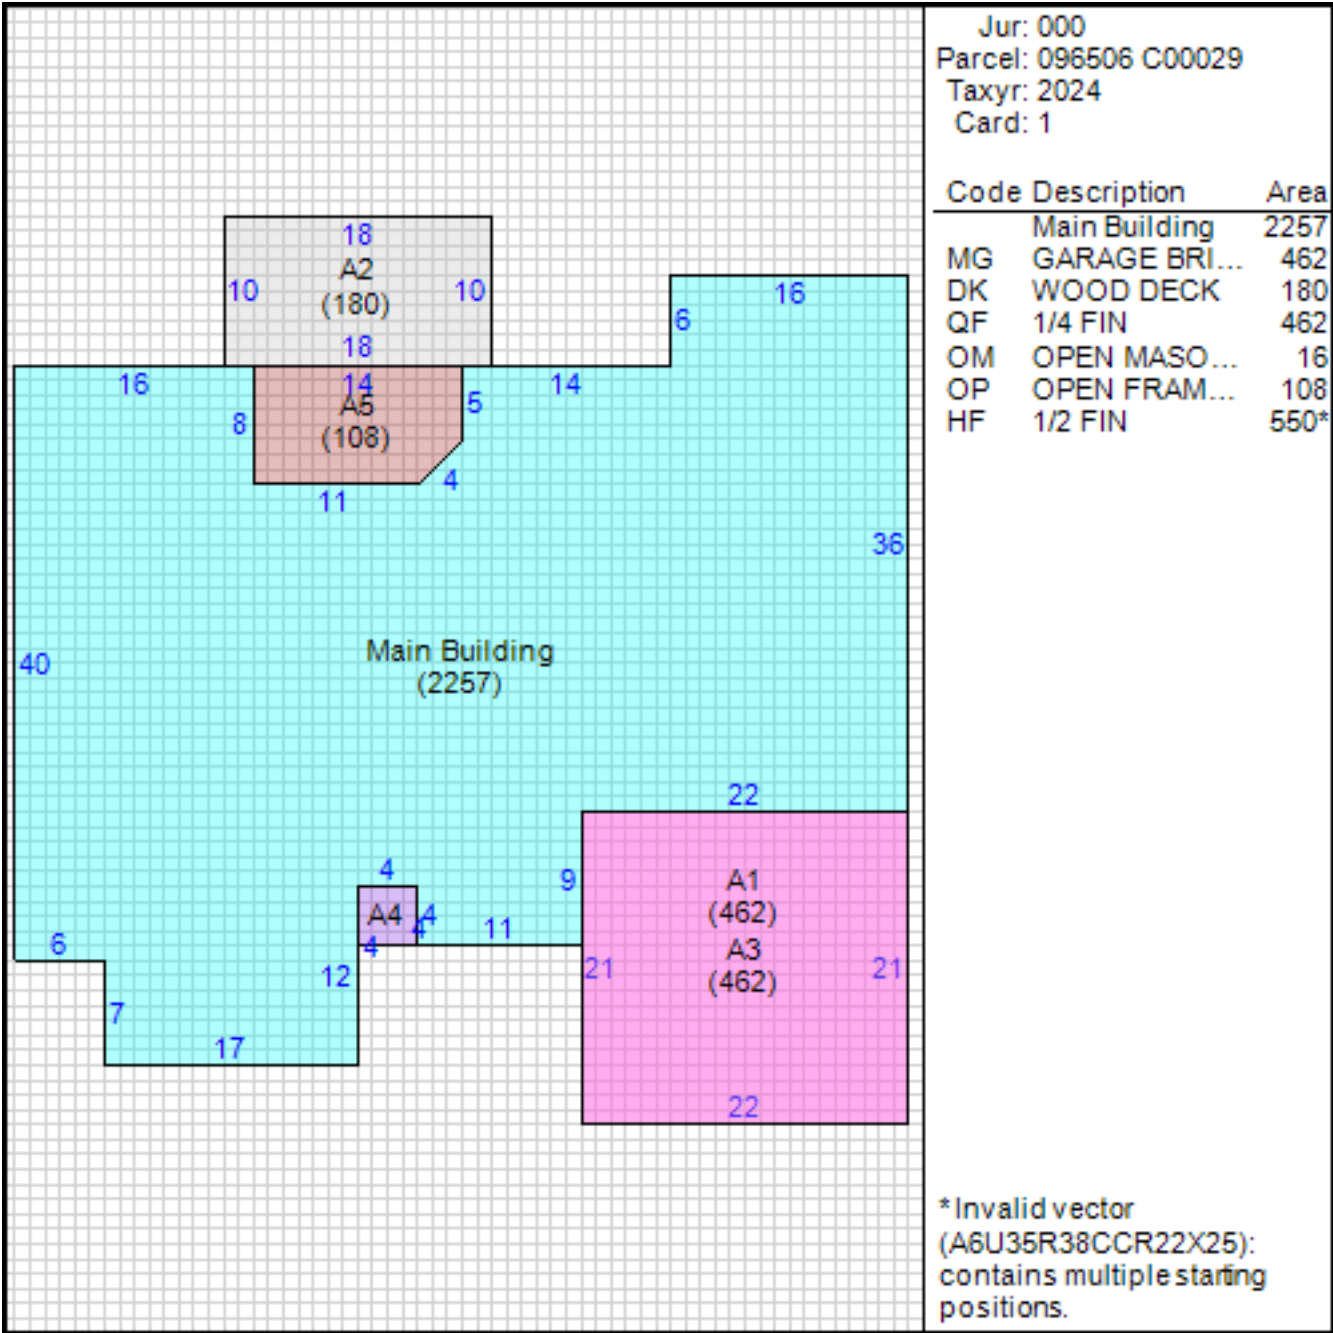 Jur: 000
Parcel: 096506 C00029
Taxyr: 2024
Card: 1
Code Description Area
Main Building 2257
MG GARAGE BRI... 462
DK WOOD DECK 180
QF 1/4 FIN 462
OM OPEN MASO... 16
OP OPEN FRAM... 108
HF 1/2 FIN 550*
18
A2
10 10
(180)
18
16
6
16 14 14
A5
8 5
(108)
4
11
36
40
Main Building
(2257)
22
4
9
A1
(462)
A4 4
4
11
6 4
A3
12 21 21
(462)
7
17
22
*Invalid vector
(A6U35R38CCR22X25):
contains multiple starting
positions.